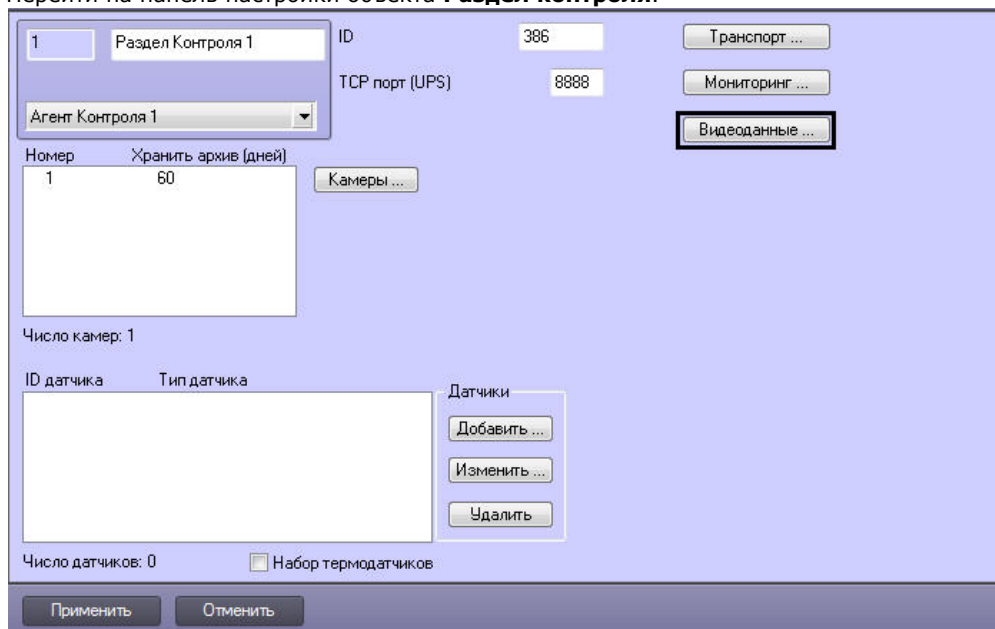 Перейти на панель настройки объекта Раздел контроля.
1 Раздел Контроля 1
ID 386
Транспорт ...
TCP порт (UPS) 8888
Мониторинг ...
Агент Контроля 1
Видеоданные ...
Номер Хранить архив (дней)
1 60
Камеры ...
Число камер: 1
ID датчика Тип датчика
Датчики
Добавить ...
Изменить ...
Удалить
Число датчиков: 0
Набор термодатчиков
Применить Отменить